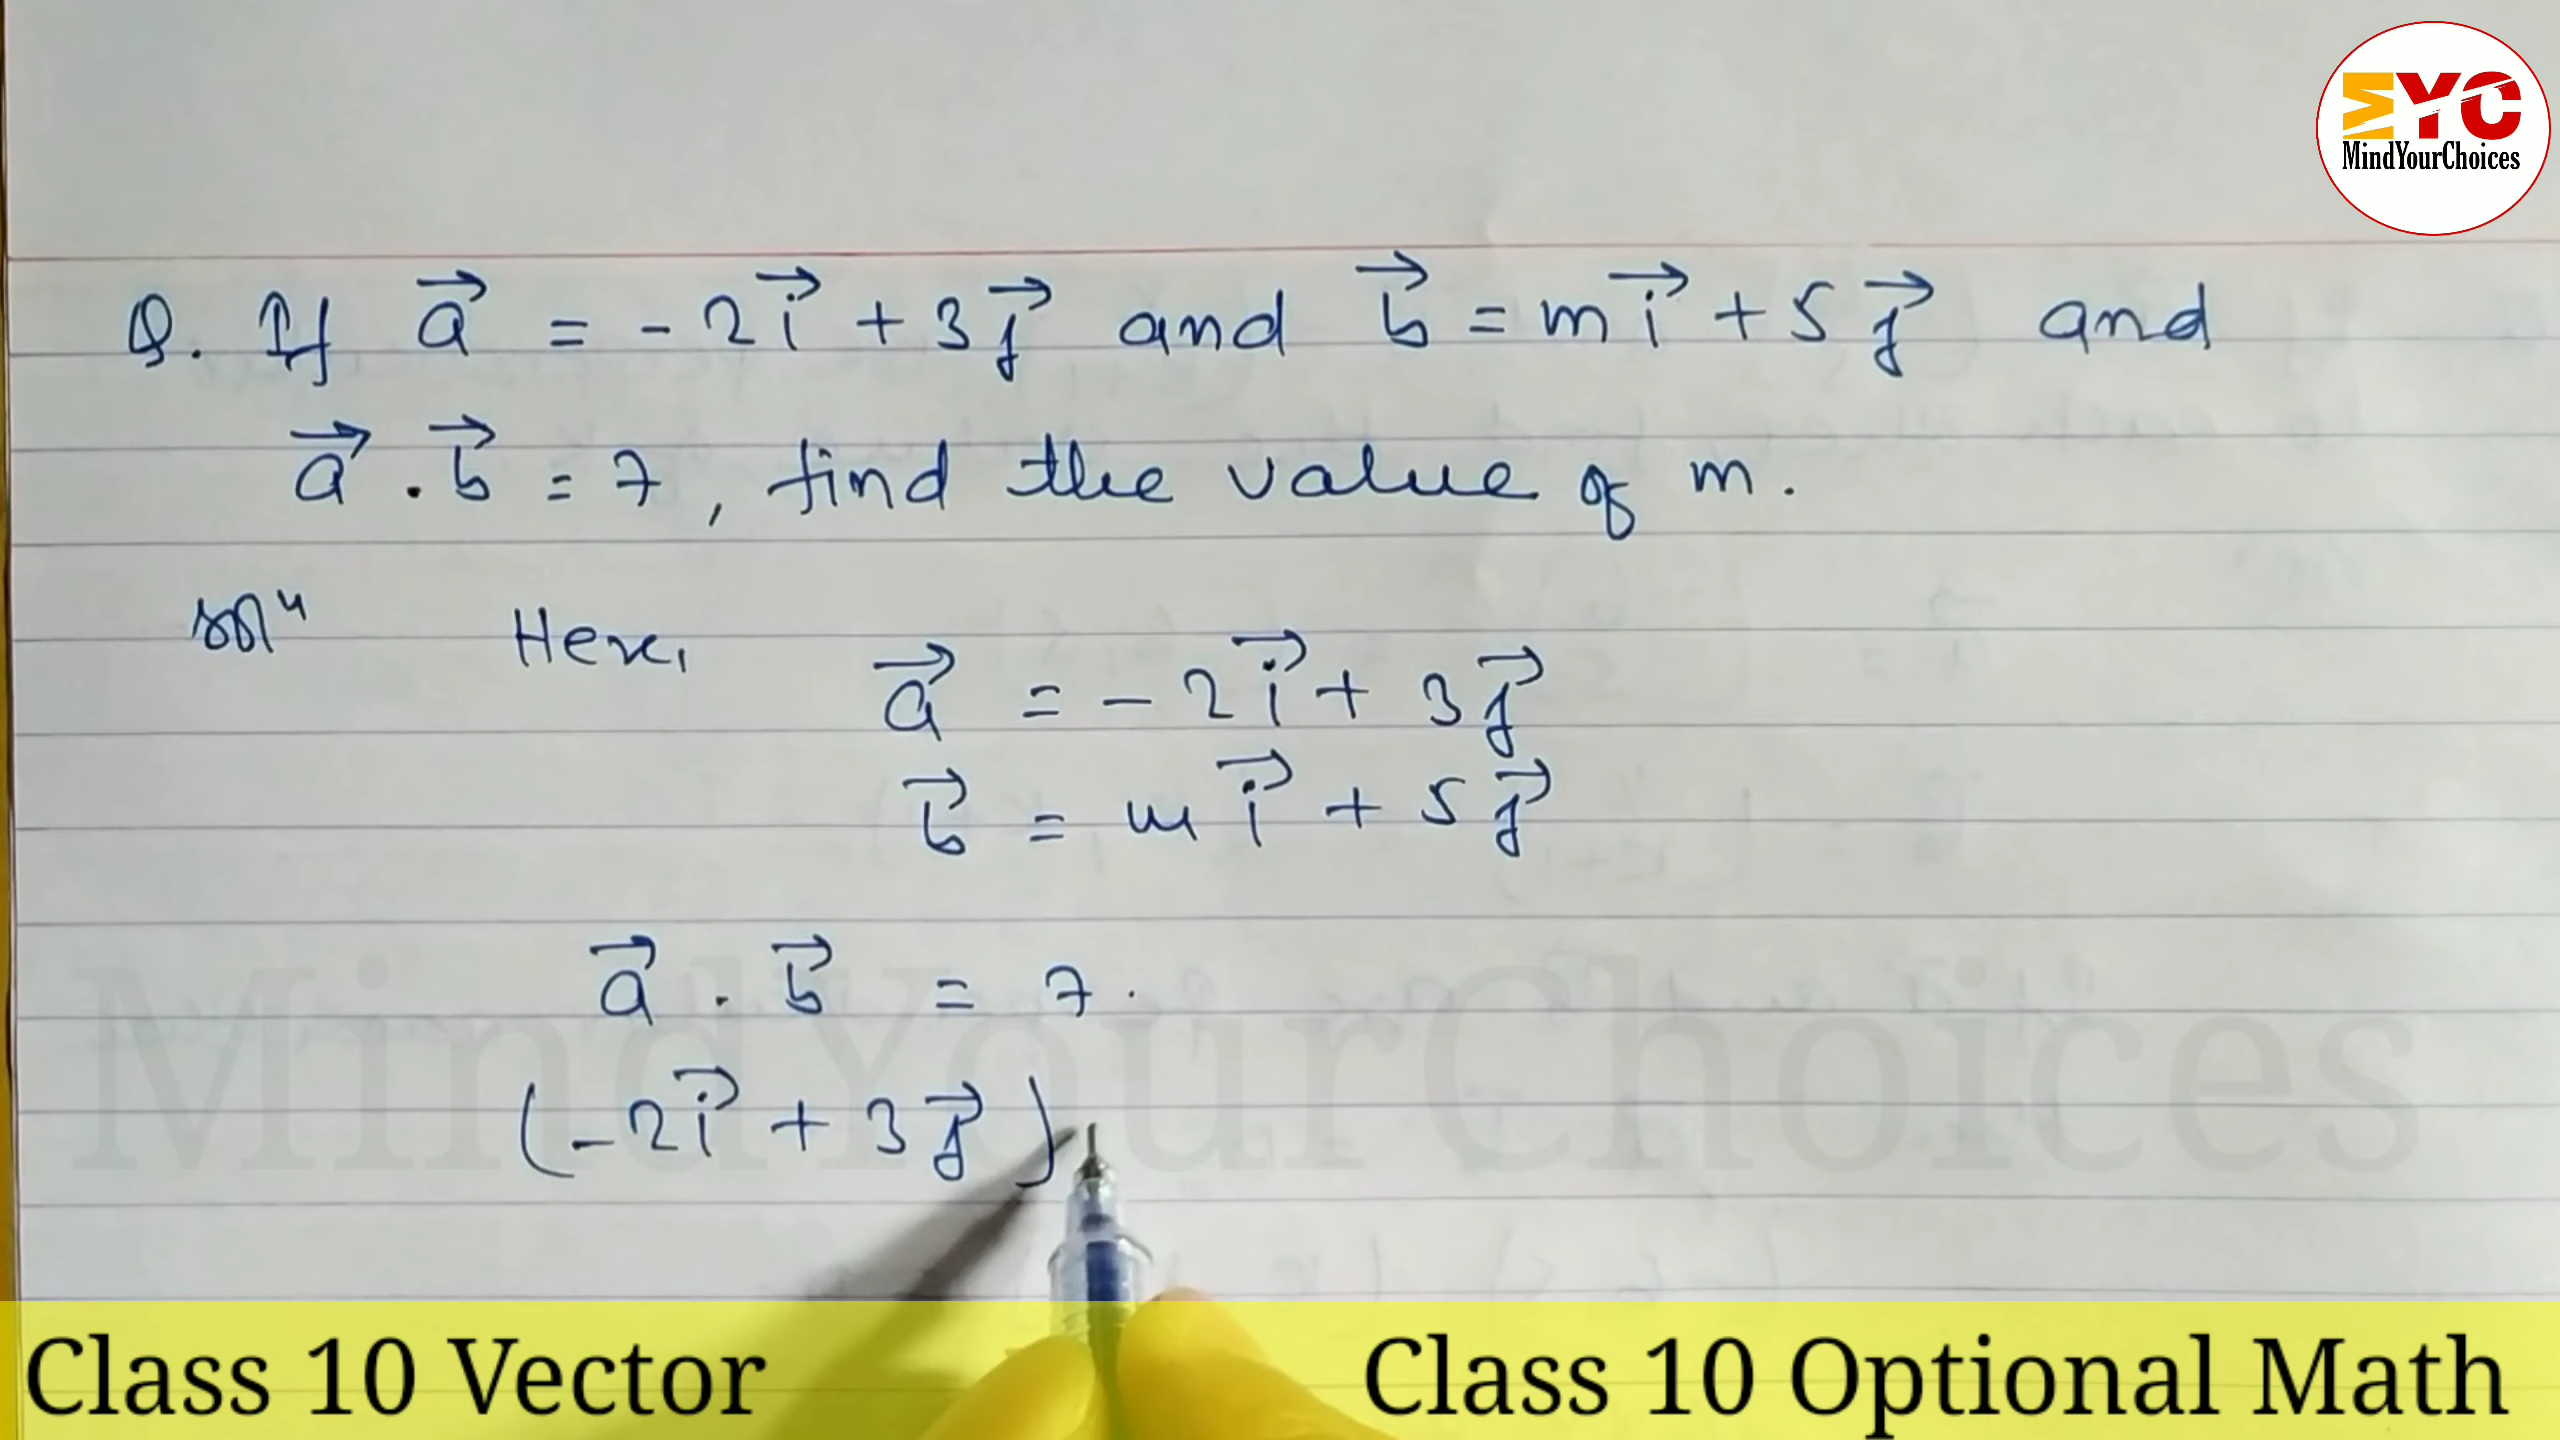 MYC
MindYourChoices
Q. If a⃗ = -2i⃗ + 3j⃗ and b⃗ = mi⃗ + 5j⃗ and
a⃗ . b⃗ = 7, find the value of m.
solⁿ Here,
a⃗ = -2i⃗ + 3j⃗
b⃗ = mi⃗ + 5j⃗
a⃗ . b⃗ = 7.
(-2i⃗ + 3j⃗)
MindYourChoices
Class 10 Vector
Class 10 Optional Math